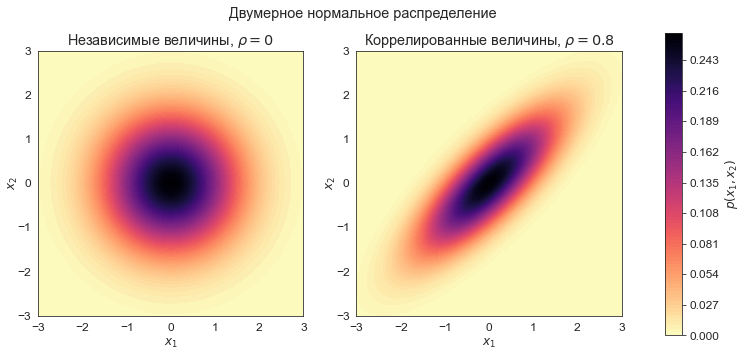 Двумерное нормальное распределение
Независимые величины, ρ = 0
3
2
1
0
−1
−2
−3
x₂
−3 −2 −1 0 1 2 3
x₁
Коррелированные величины, ρ = 0.8
3
2
1
0
−1
−2
−3
x₂
−3 −2 −1 0 1 2 3
x₁
0.243
0.216
0.189
0.162
0.135
0.108
0.081
0.054
0.027
0.000
p(x₁, x₂)